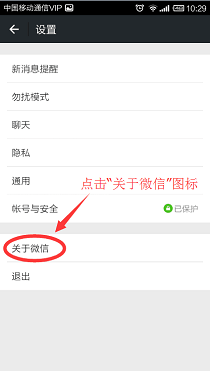 中国移动通信VIP 10:29
设置
新消息提醒
勿扰模式
聊天
隐私
通用
点击“关于微信”图标
帐号与安全 已保护
关于微信
退出